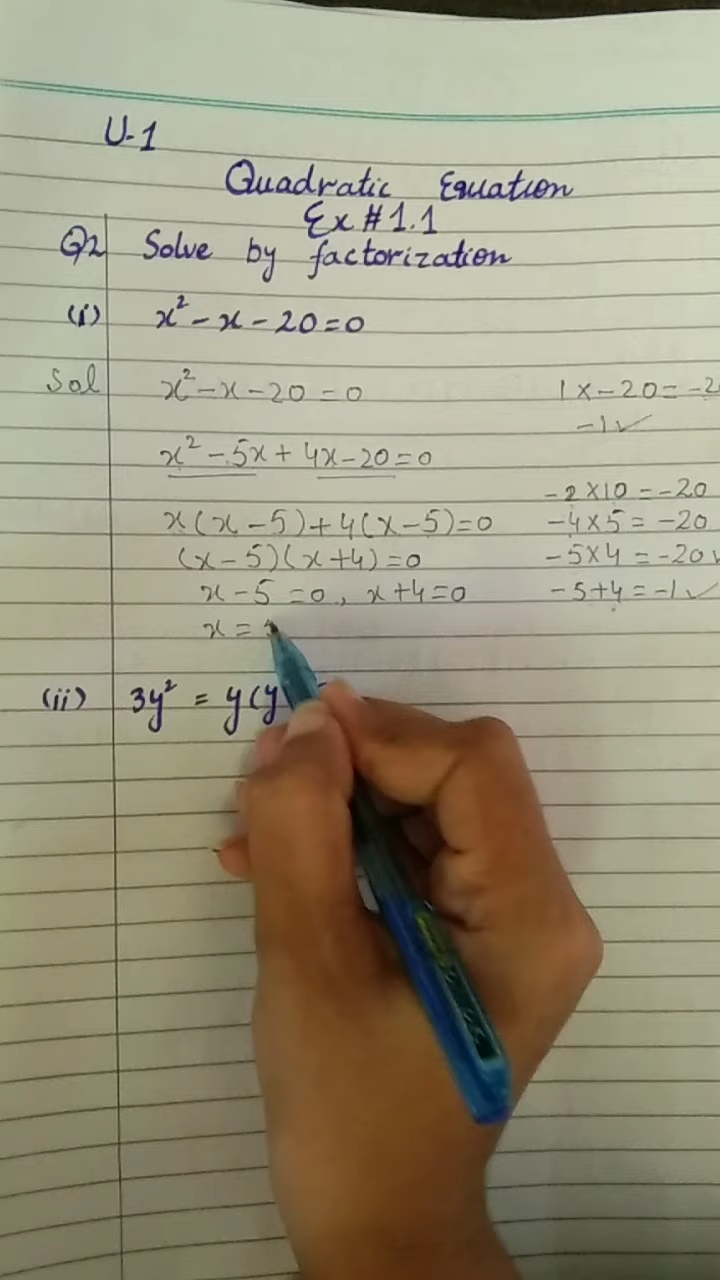 U-1
Quadratic Equation
Ex # 1.1
Q2 Solve by factorization
(i) x² - x - 20 = 0
Sol x² - x - 20 = 0
1 x - 20 = -20
-1 ✓
x² - 5x + 4x - 20 = 0
-2 x 10 = -20
x(x - 5) + 4(x - 5) = 0
-4 x 5 = -20
(x - 5)(x + 4) = 0
-5 x 4 = -20 ✓
x - 5 = 0, x + 4 = 0
-5 + 4 = -1 ✓
x =
(ii) 3y² = y(y